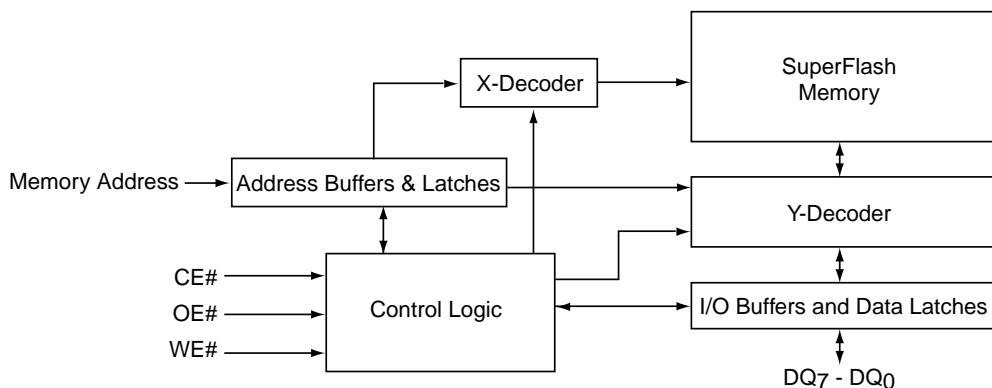 X-Decoder
SuperFlash
Memory
Memory Address
Address Buffers & Latches
Y-Decoder
CE#
OE#
WE#
Control Logic
I/O Buffers and Data Latches
DQ7 - DQ0